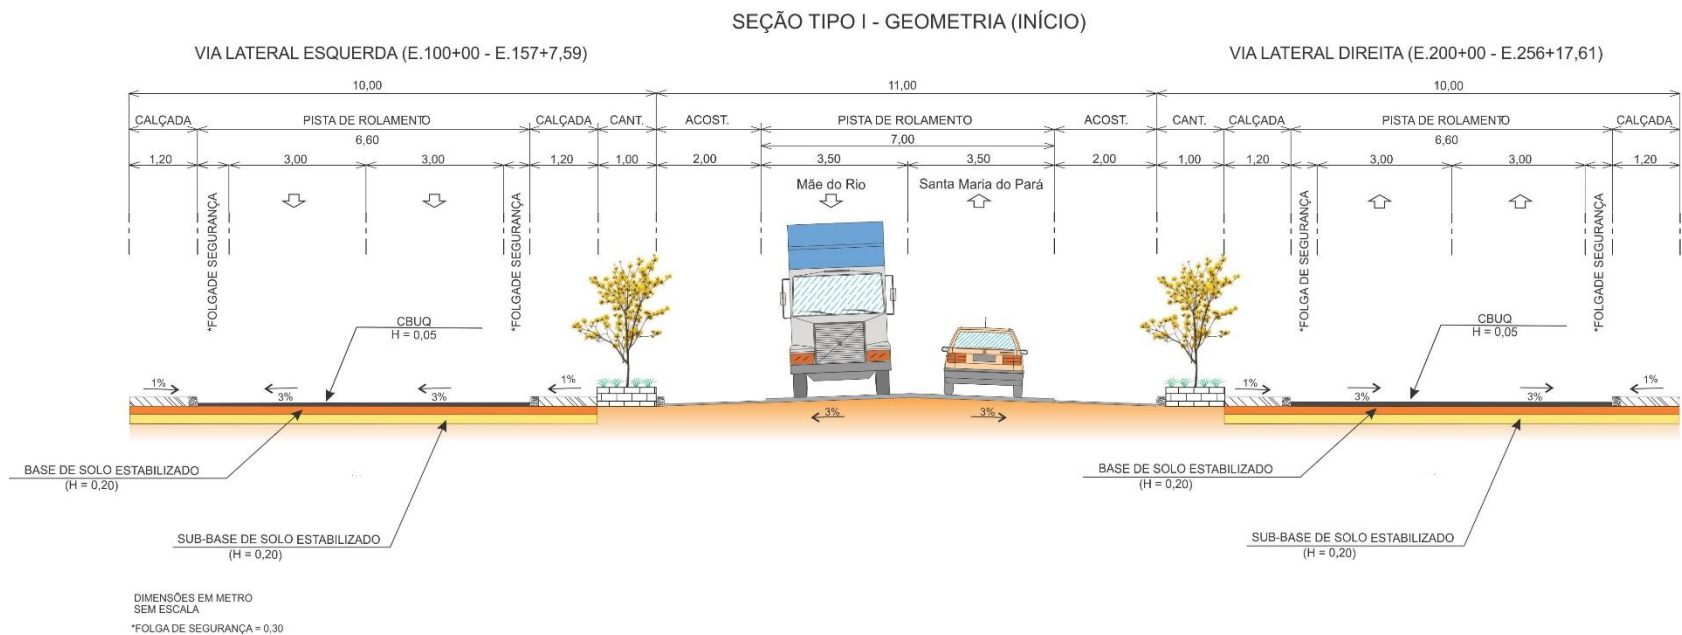 SEÇÃO TIPO I - GEOMETRIA (INÍCIO)
VIA LATERAL ESQUERDA (E.100+00 - E.157+7,59)
VIA LATERAL DIREITA (E.200+00 - E.256+17,61)
10,00
11,00
10,00
CALÇADA
PISTA DE ROLAMENTO
CALÇADA
CANT.
ACOST.
PISTA DE ROLAMENTO
ACOST.
CANT.
CALÇADA
PISTA DE ROLAMENTO
CALÇADA
6,60
7,00
6,60
1,20
3,00
3,00
1,20
1,00
2,00
3,50
3,50
2,00
1,00
1,20
3,00
3,00
1,20
Mãe do Rio
Santa Maria do Pará
*FOLGADE SEGURANÇA
*FOLGADE SEGURANÇA
*FOLGA DE SEGURANÇA
*FOLGADE SEGURANÇA
CBUQ
H = 0,05
CBUQ
H = 0,05
1%
3%
3%
1%
3%
3%
1%
3%
3%
1%
BASE DE SOLO ESTABILIZADO
(H = 0,20)
BASE DE SOLO ESTABILIZADO
(H = 0,20)
SUB-BASE DE SOLO ESTABILIZADO
(H = 0,20)
SUB-BASE DE SOLO ESTABILIZADO
(H = 0,20)
DIMENSÕES EM METRO
SEM ESCALA
*FOLGA DE SEGURANÇA = 0,30